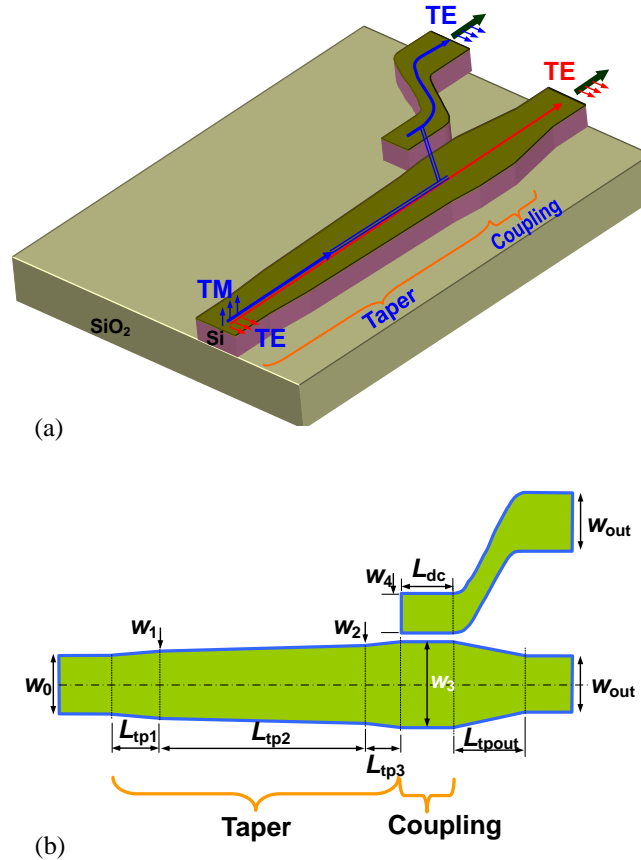 TE
TE
Coupling
Taper
TM
TE
Si
SiO₂
(a)
wout
Ldc
w4
w1
w2
w0
w3
wout
Ltp1
Ltp2
Ltp3
Ltpout
Taper
Coupling
(b)